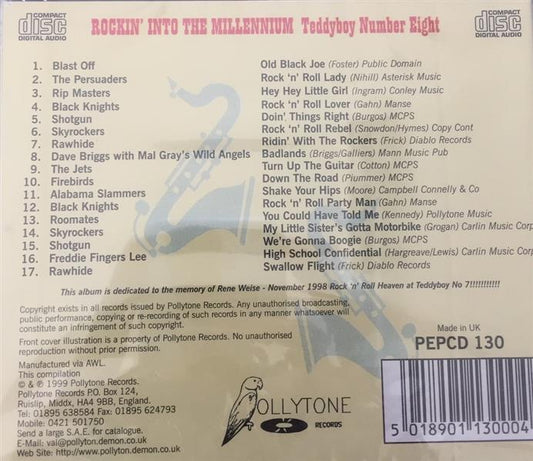 COMPACT
disc
DIGITAL AUDIO
ROCKIN' INTO THE MILLENNIUM Teddyboy Number Eight
COMPACT
disc
DIGITAL AUDIO
1. Blast Off Old Black Joe (Foster) Public Domain
2. The Persuaders Rock 'n' Roll Lady (Nihill) Asterisk Music
3. Rip Masters Hey Hey Little Girl (Ingram) Conley Music
4. Black Knights Rock 'n' Roll Lover (Gahn) Manse
5. Shotgun Doin' Things Right (Burgos) MCPS
6. Skyrockers Rock 'n' Roll Rebel (Snowdon/Hymes) Copy Cont
7. Rawhide Ridin' With The Rockers (Frick) Diablo Records
8. Dave Briggs with Mal Gray's Wild Angels Badlands (Briggs/Galliers) Mann Music Pub
9. The Jets Turn Up The Guitar (Cotton) MCPS
10. Firebirds Down The Road (Piummer) MCPS
11. Alabama Slammers Shake Your Hips (Moore) Campbell Connelly & Co
12. Black Knights Rock 'n' Roll Party Man (Gahn) Manse
13. Roomates You Could Have Told Me (Kennedy) Pollytone Music
14. Skyrockers My Little Sister's Gotta Motorbike (Grogan) Carlin Music Corp
15. Shotgun We're Gonna Boogie (Burgos) MCPS
16. Freddie Fingers Lee High School Confidential (Hargreave/Lewis) Carlin Music Corp
17. Rawhide Swallow Flight (Frick) Diablo Records
This album is dedicated to the memory of Rene Weise - November 1998 Rock 'n' Roll Heaven at Teddyboy No 7!!!!!!!!!!!
Copyright exists in all records issued by Pollytone Records. Any unauthorised broadcasting,
public performance, copying or re-recording of such records in any manner whatsoever will
constitute an infringement of such copyright.
Front cover illustration is a property of Pollytone Records. No unauthorised
reproduction without prior permission.
Made in UK
PEPCD 130
Manufactured via AWL.
This compilation
© & ℗ 1999 Pollytone Records.
Pollytone Records P.O. Box 124,
Ruislip, Middx, HA4 9BB, England.
Tel: 01895 638584 Fax: 01895 624793
Mobile: 0421 501750
Send a large S.A.E. for catalogue.
E-Mail: val@pollyton.demon.co.uk
Web Site: http://www.pollyton.demon.co.uk
POLLYTONE
RECORDS
5 018901 130004